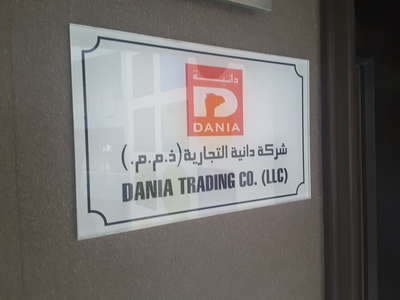 دانية
DANIA
شركة دانية التجارية (ذ.م.م.)
DANIA TRADING CO. (LLC)